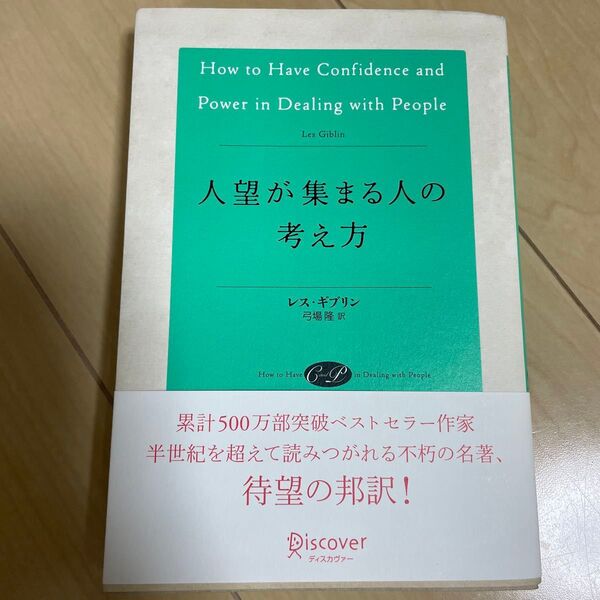 How to Have Confidence and
Power in Dealing with People
Les Giblin
人望が集まる人の
考え方
レス・ギブリン
弓場隆 訳
How to Have C and P in Dealing with People
累計500万部突破ベストセラー作家
半世紀を超えて読みつがれる不朽の名著、
待望の邦訳！
Discover
ディスカヴァー